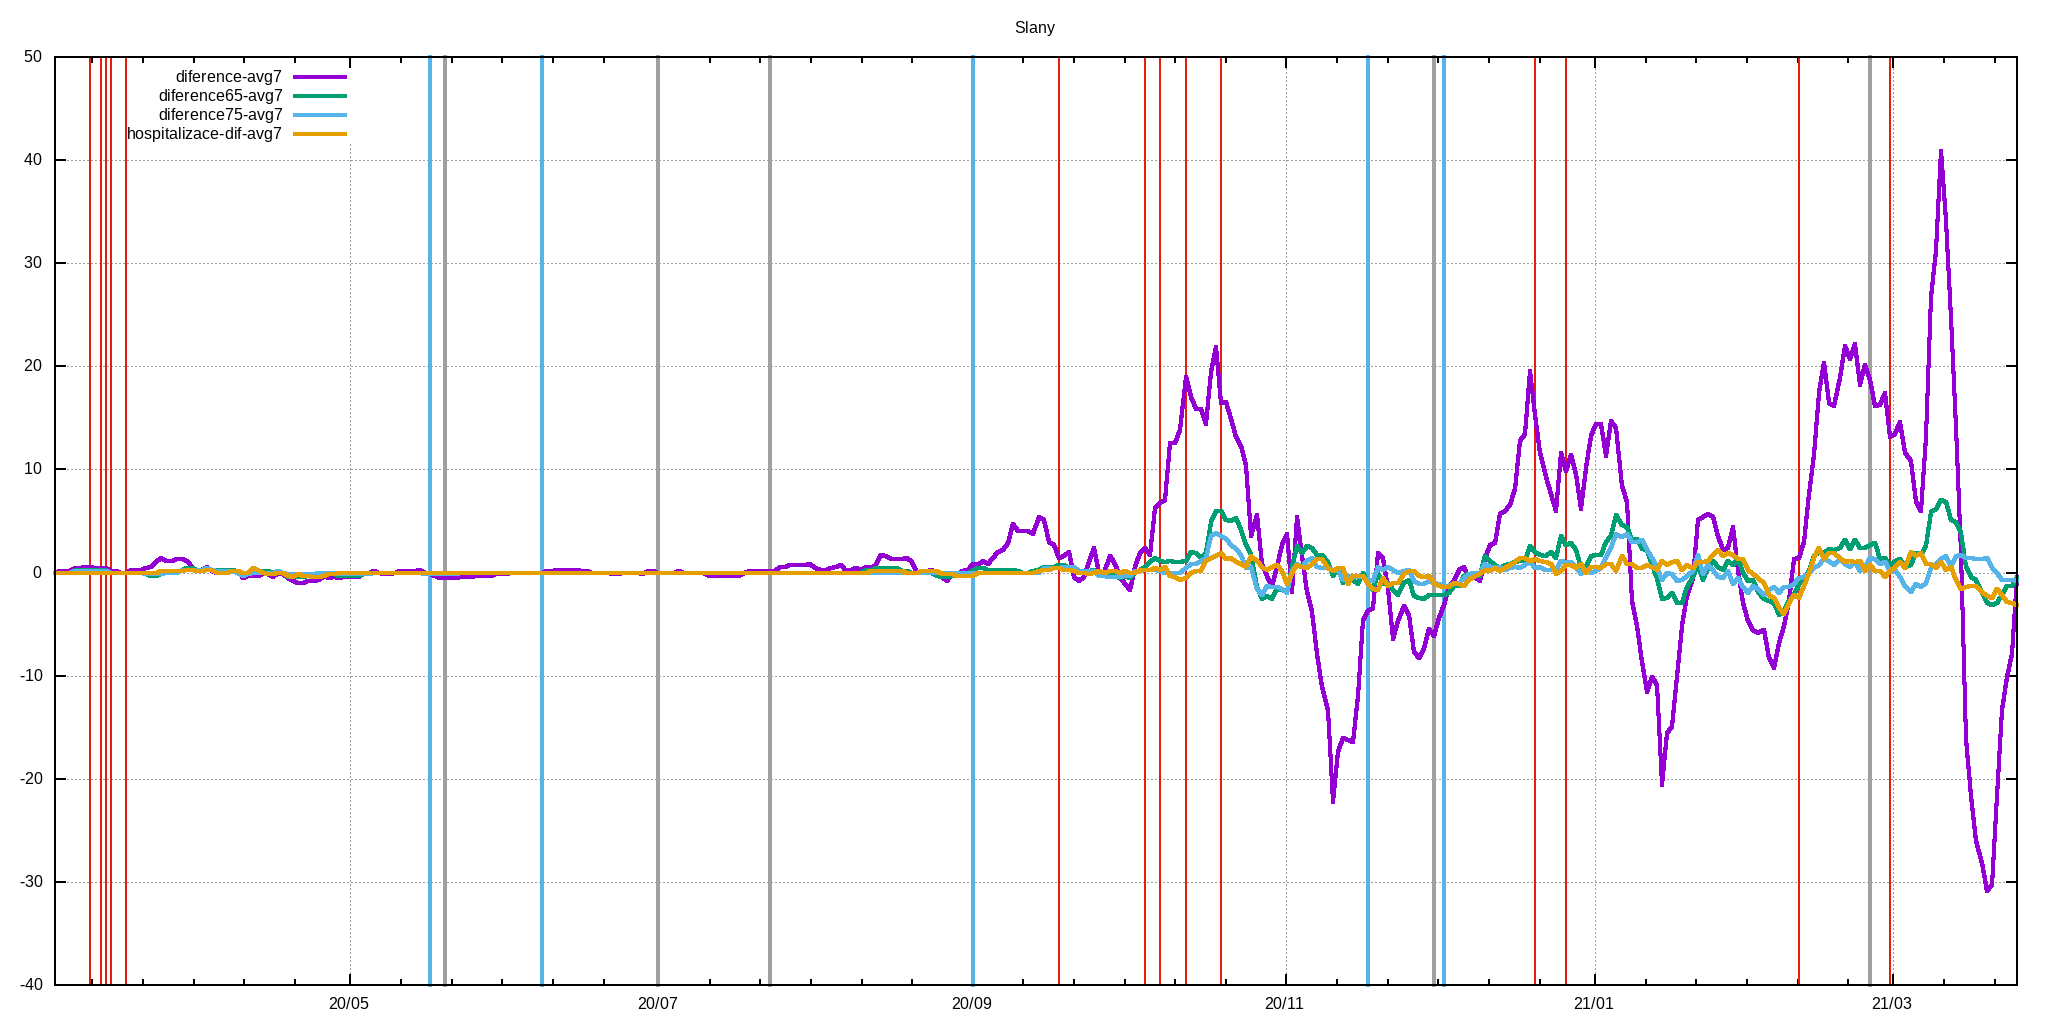 Slany
diference-avg7
diference65-avg7
diference75-avg7
hospitalizace-dif-avg7
50
40
30
20
10
0
-10
-20
-30
-40
20/05 20/07 20/09 20/11 21/01 21/03